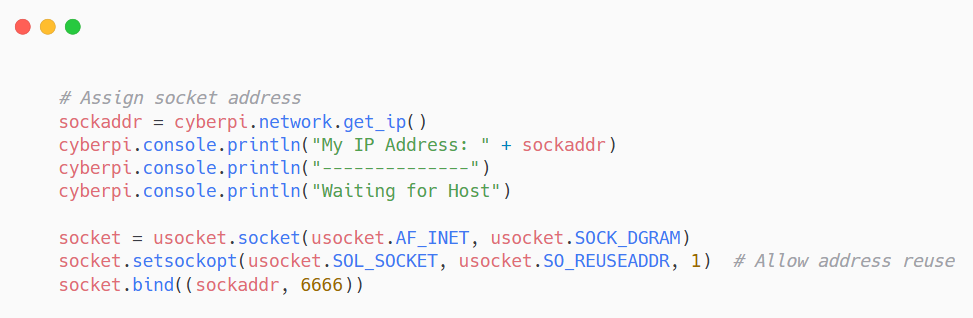 # Assign socket address
sockaddr = cyberpi.network.get_ip()
cyberpi.console.println("My IP Address: " + sockaddr)
cyberpi.console.println("--------------")
cyberpi.console.println("Waiting for Host")
socket = usocket.socket(usocket.AF_INET, usocket.SOCK_DGRAM)
socket.setsockopt(usocket.SOL_SOCKET, usocket.SO_REUSEADDR, 1)  # Allow address reuse
socket.bind((sockaddr, 6666))